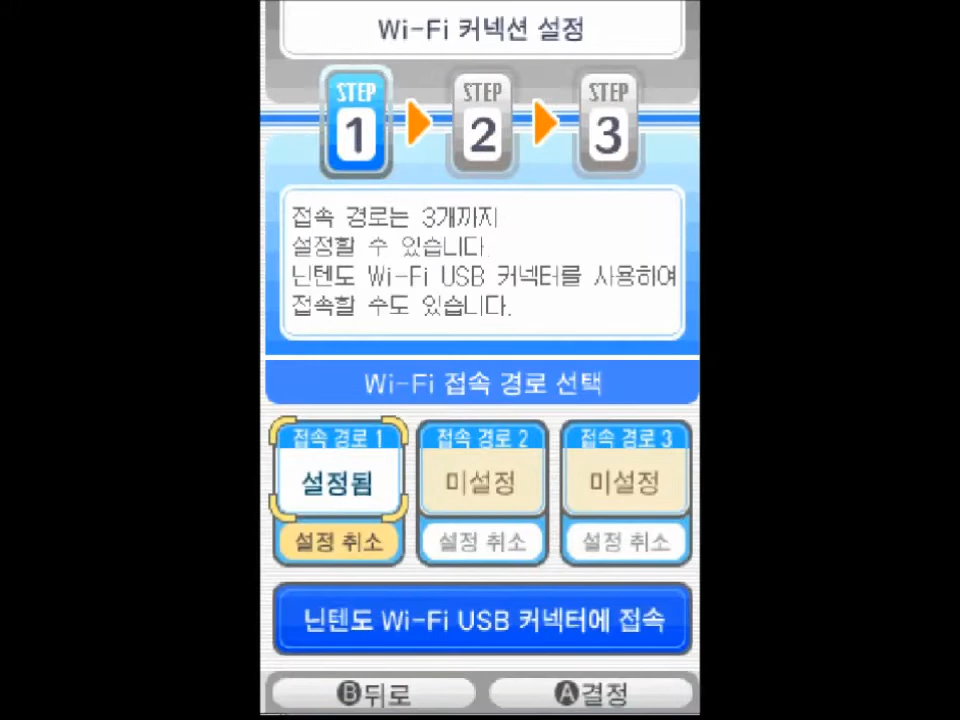 Wi-Fi 커넥션 설정
STEP 1
STEP 2
STEP 3
접속 경로는 3개까지
설정할 수 있습니다.
닌텐도 Wi-Fi USB 커넥터를 사용하여
접속할 수도 있습니다.
Wi-Fi 접속 경로 선택
접속 경로 1
설정됨
설정 취소
접속 경로 2
미설정
설정 취소
접속 경로 3
미설정
설정 취소
닌텐도 Wi-Fi USB 커넥터에 접속
B뒤로
A결정